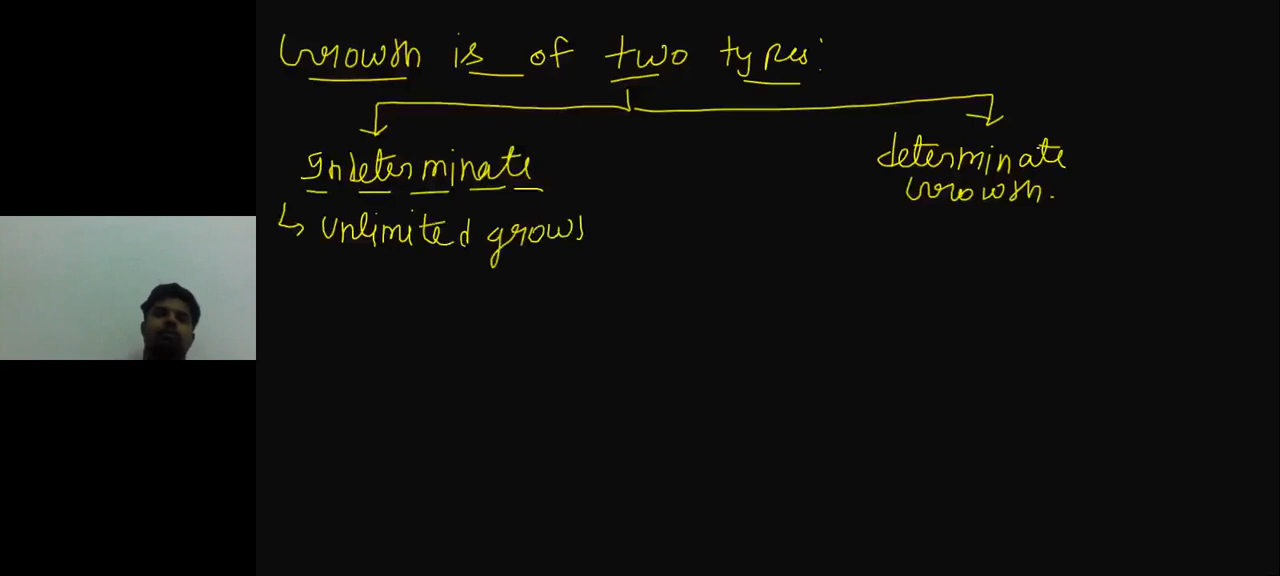 Growth is of two types:
Indeterminate
determinate
Growth.
↳ unlimited grows